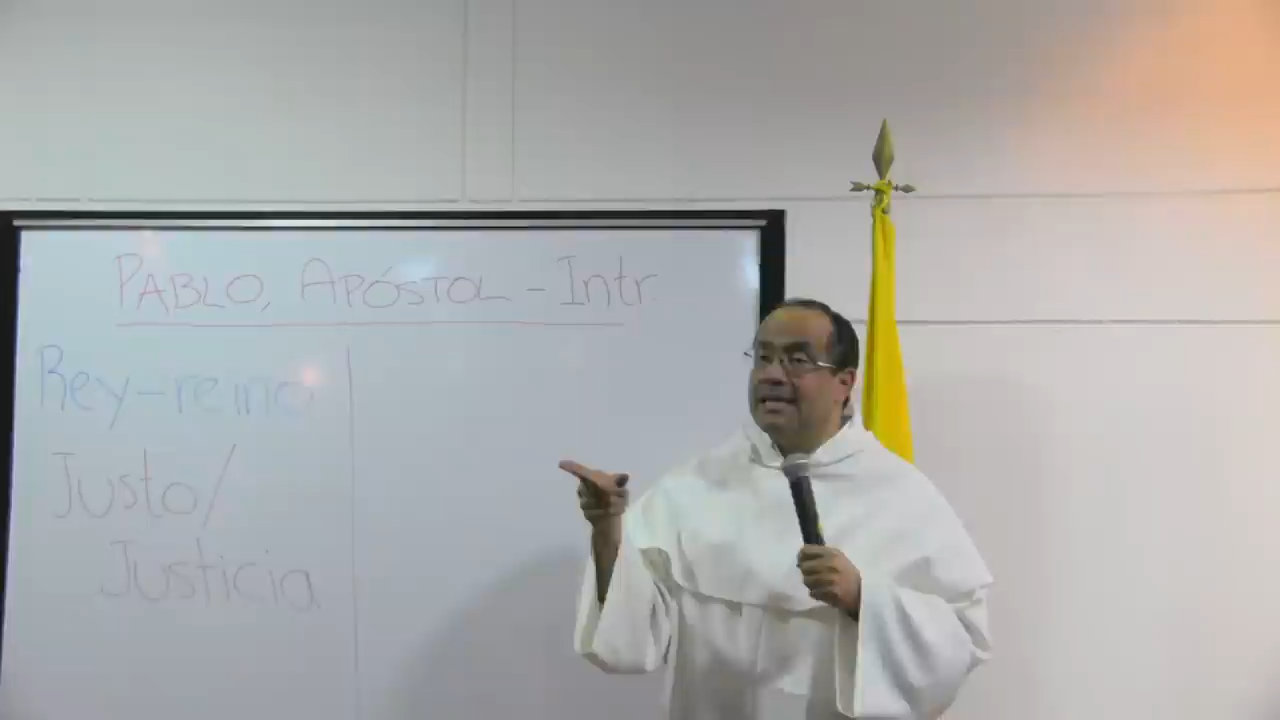 PABLO, APÓSTOL - Intr.
Rey-reino
Justo/
Justicia